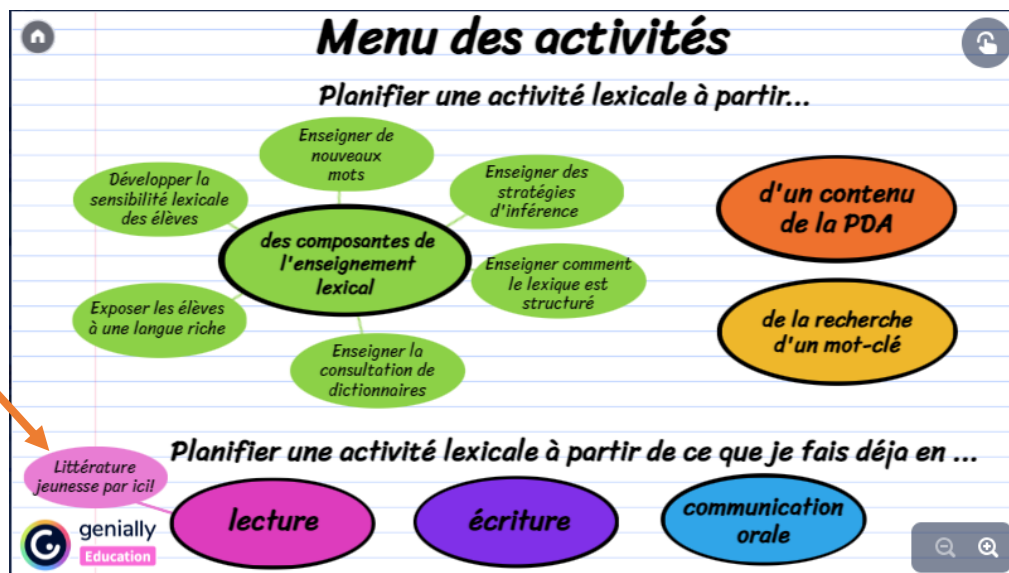 Menu des activités
Planifier une activité lexicale à partir...
Enseigner de
nouveaux
mots
Développer la
sensibilité lexicale
des élèves
Enseigner des
stratégies
d'inférence
des composantes de
l'enseignement
lexical
Enseigner comment
le lexique est
structuré
Exposer les élèves
à une langue riche
Enseigner la
consultation de
dictionnaires
d'un contenu
de la PDA
de la recherche
d'un mot-clé
Planifier une activité lexicale à partir de ce que je fais déja en ...
Littérature
jeunesse par ici!
lecture
écriture
communication
orale
genially
Education